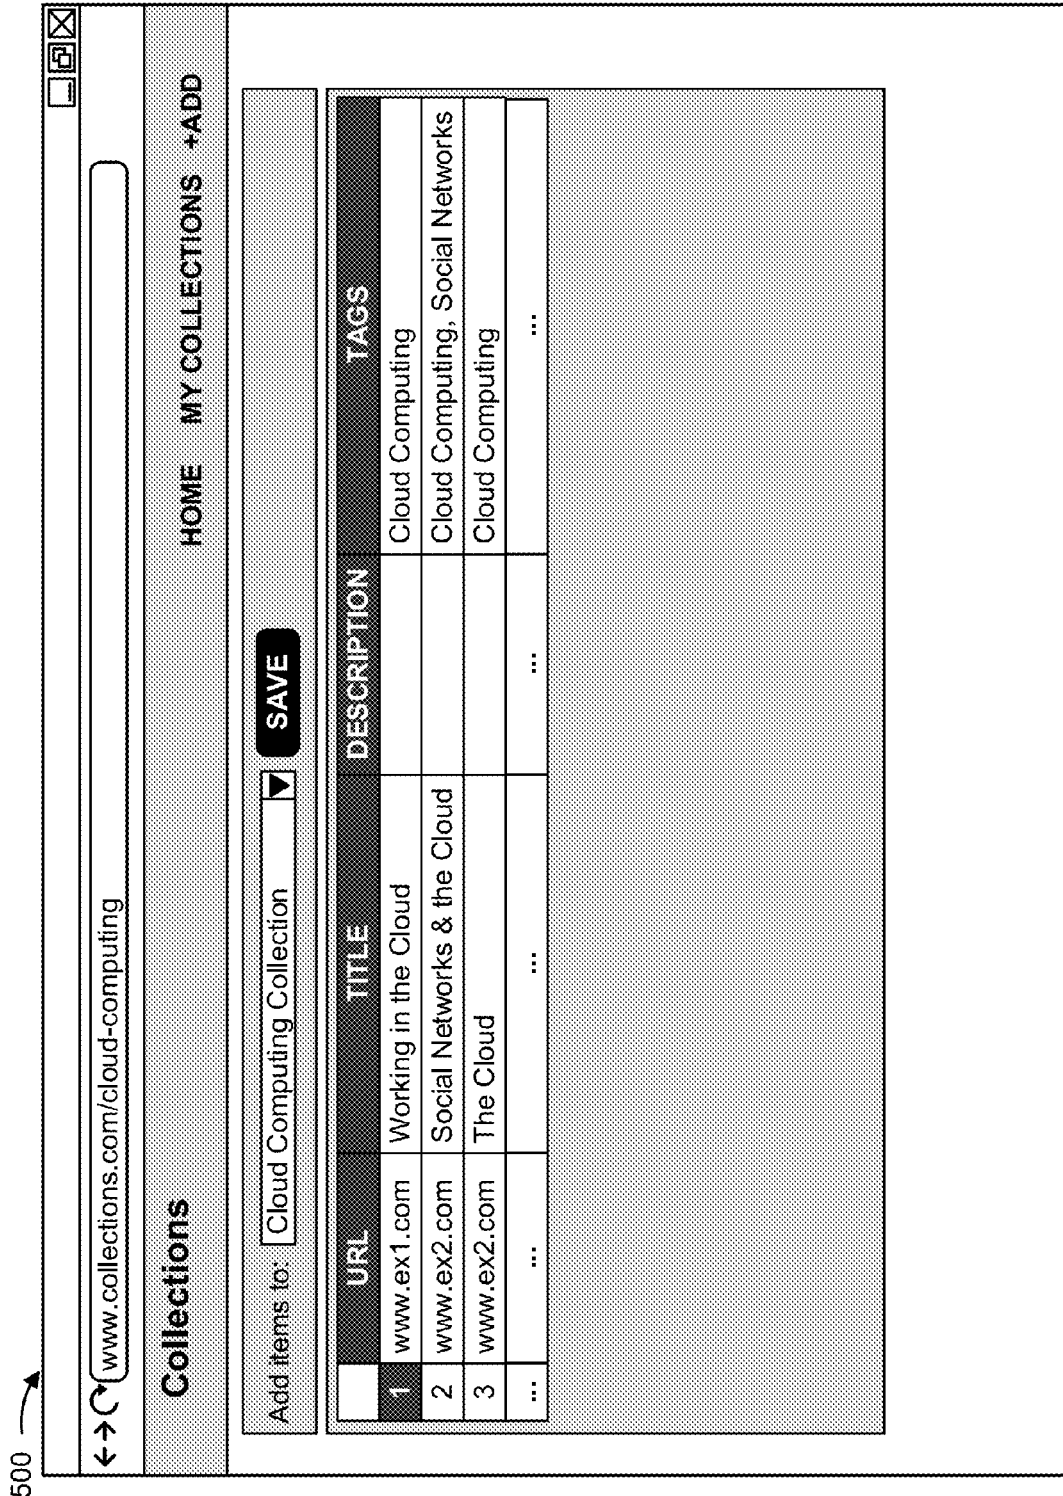 500
www.collections.com/cloud-computing
Collections HOME MY COLLECTIONS +ADD
Add items to: Cloud Computing Collection SAVE
URL TITLE DESCRIPTION TAGS
1 www.ex1.com Working in the Cloud Cloud Computing
2 www.ex2.com Social Networks & the Cloud Cloud Computing, Social Networks
3 www.ex2.com The Cloud Cloud Computing
... ... ... ... ...